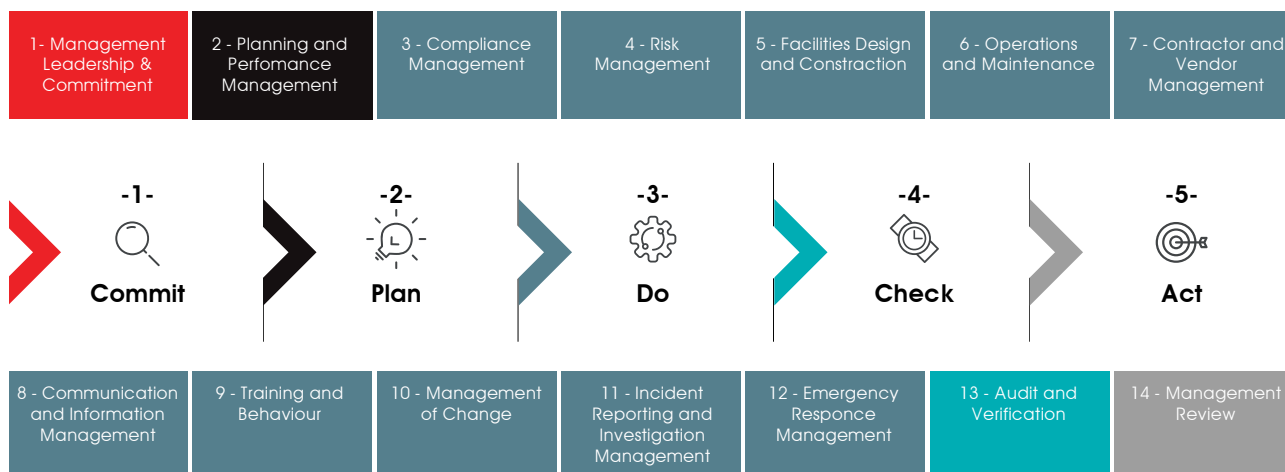 1- Management
Leadership &
Commitment
2 - Planning and
Perfomance
Management
3 - Compliance
Management
4 - Risk
Management
5 - Facilities Design
and Constraction
6 - Operations
and Maintenance
7 - Contractor and
Vendor
Management
-1-
Commit
-2-
Plan
-3-
Do
-4-
Check
-5-
Act
8 - Communication
and Information
Management
9 - Training and
Behaviour
10 - Management
of Change
11 - Incident
Reporting and
Investigation
Management
12 - Emergency
Responce
Management
13 - Audit and
Verification
14 - Management
Review